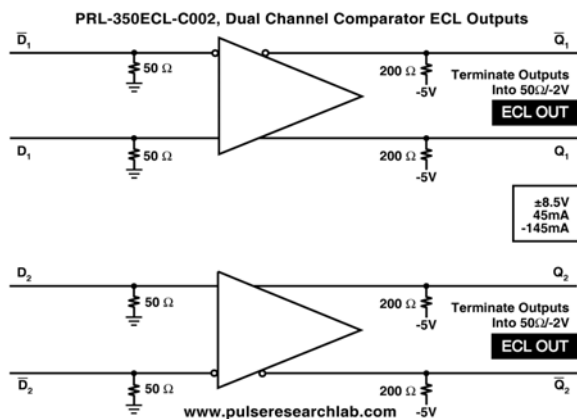 PRL-350ECL-C002, Dual Channel Comparator ECL Outputs
D̅1
Q̅1
50 Ω
200 Ω
-5V
Terminate Outputs
Into 50Ω/-2V
ECL OUT
D1
Q1
50 Ω
200 Ω
-5V
±8.5V
45mA
-145mA
D2
Q2
50 Ω
200 Ω
-5V
Terminate Outputs
Into 50Ω/-2V
ECL OUT
D̅2
Q̅2
50 Ω
200 Ω
-5V
www.pulseresearchlab.com